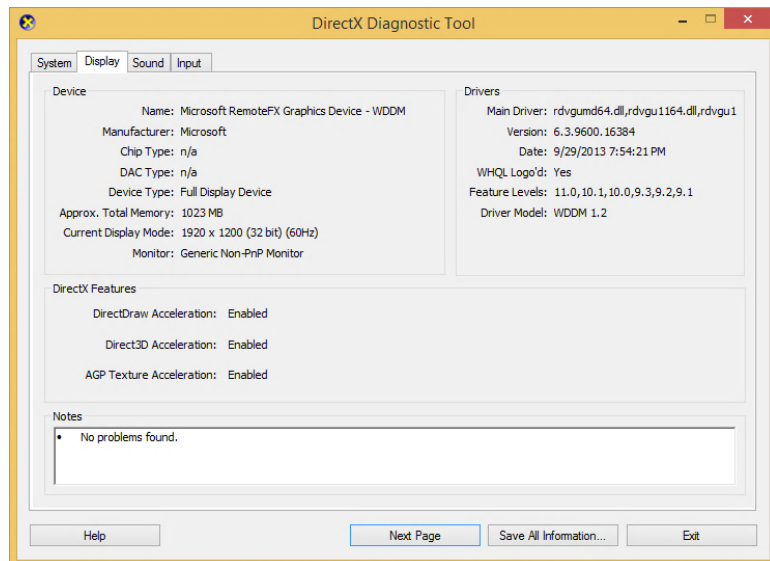 DirectX Diagnostic Tool
System Display Sound Input
Device
Name: Microsoft RemoteFX Graphics Device - WDDM
Manufacturer: Microsoft
Chip Type: n/a
DAC Type: n/a
Device Type: Full Display Device
Approx. Total Memory: 1023 MB
Current Display Mode: 1920 x 1200 (32 bit) (60Hz)
Monitor: Generic Non-PnP Monitor
Drivers
Main Driver: rdvgumd64.dll,rdvgu1164.dll,rdvgu1
Version: 6.3.9600.16384
Date: 9/29/2013 7:54:21 PM
WHQL Logo'd: Yes
Feature Levels: 11.0,10.1,10.0,9.3,9.2,9.1
Driver Model: WDDM 1.2
DirectX Features
DirectDraw Acceleration: Enabled
Direct3D Acceleration: Enabled
AGP Texture Acceleration: Enabled
Notes
• No problems found.
Help Next Page Save All Information... Exit